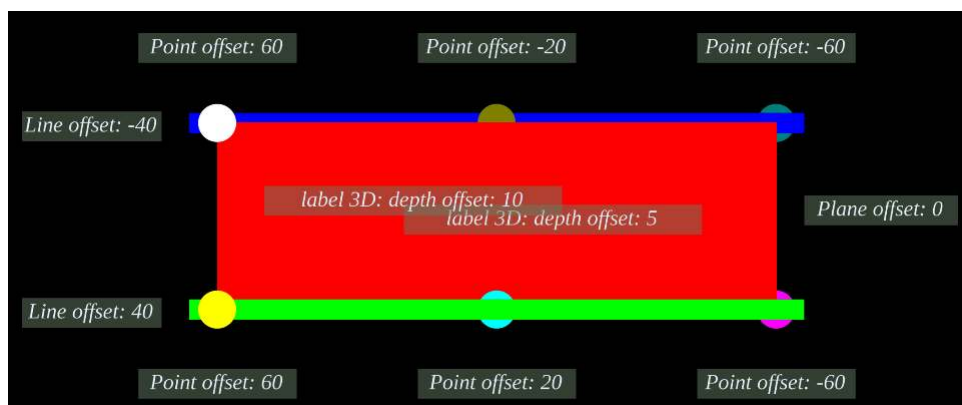 Point offset: 60
Point offset: -20
Point offset: -60
Line offset: -40
label 3D: depth offset: 10
label 3D: depth offset: 5
Plane offset: 0
Line offset: 40
Point offset: 60
Point offset: 20
Point offset: -60